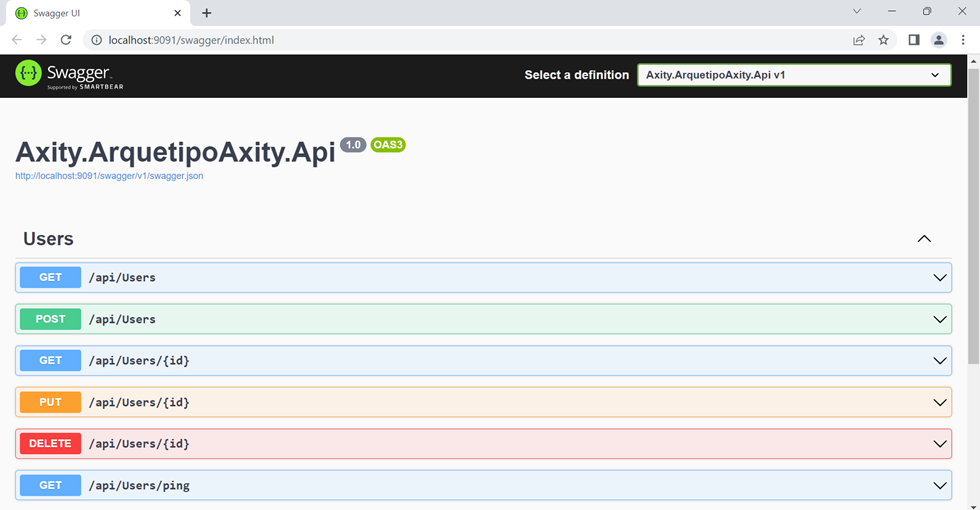 Swagger UI
localhost:9091/swagger/index.html
{···} Swagger
Supported by SMARTBEAR
Select a definition
Axity.ArquetipoAxity.Api v1
Axity.ArquetipoAxity.Api 1.0 OAS3
http://localhost:9091/swagger/v1/swagger.json
Users
GET /api/Users
POST /api/Users
GET /api/Users/{id}
PUT /api/Users/{id}
DELETE /api/Users/{id}
GET /api/Users/ping